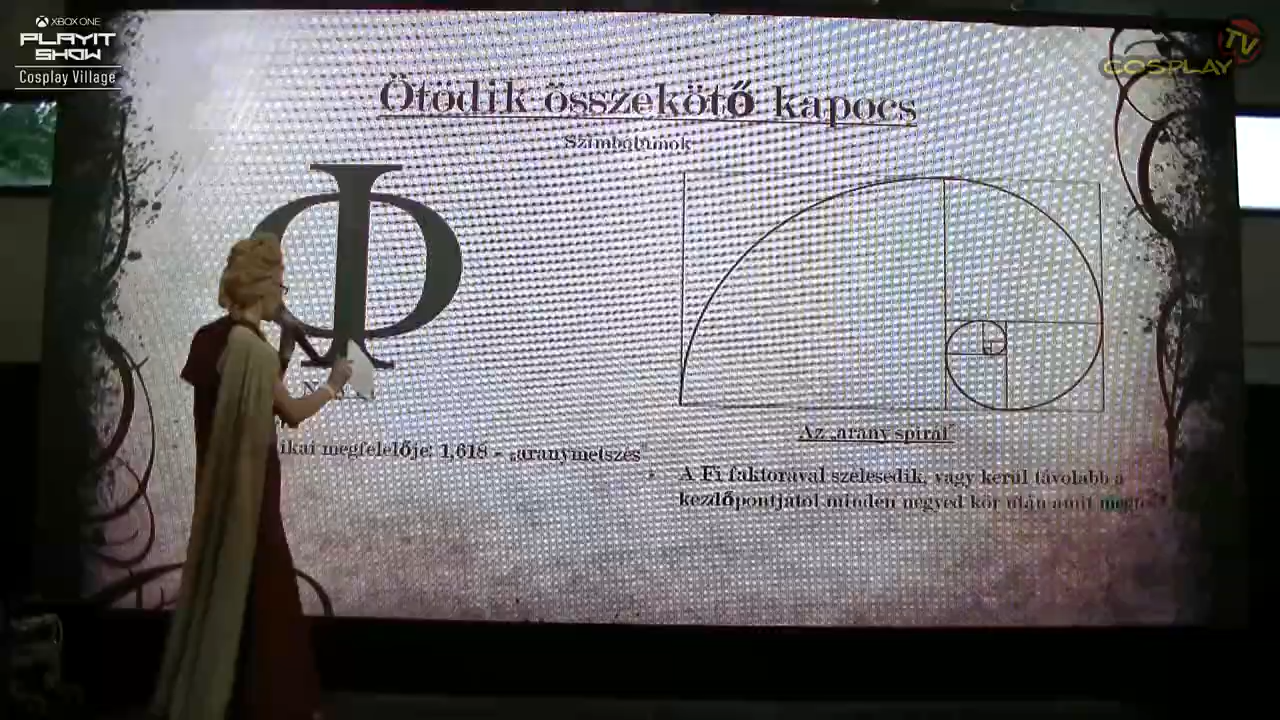 XBOX ONE
PLAYIT
SHOW
Cosplay Village
TV
COSPLAY
Ötödik összekötő kapocs
Szimbólumok
Φ
ikai megfelelője: 1,618 - „aranymetszés”
Az „arany spirál”
A Fi faktorával szélesedik, vagy kerül távolabb a
kezdőpontjától minden negyed kör után amit